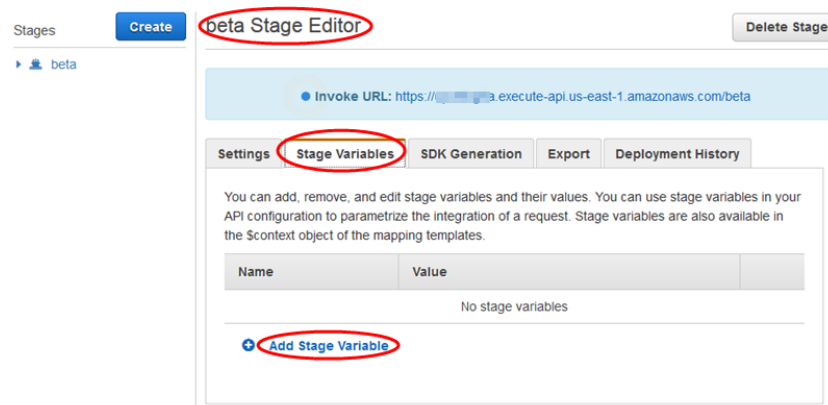 Stages
Create
beta Stage Editor
Delete Stage
beta
Invoke URL: https:// .execute-api.us-east-1.amazonaws.com/beta
Settings
Stage Variables
SDK Generation
Export
Deployment History
You can add, remove, and edit stage variables and their values. You can use stage variables in your
API configuration to parametrize the integration of a request. Stage variables are also available in
the $context object of the mapping templates.
Name
Value
No stage variables
Add Stage Variable